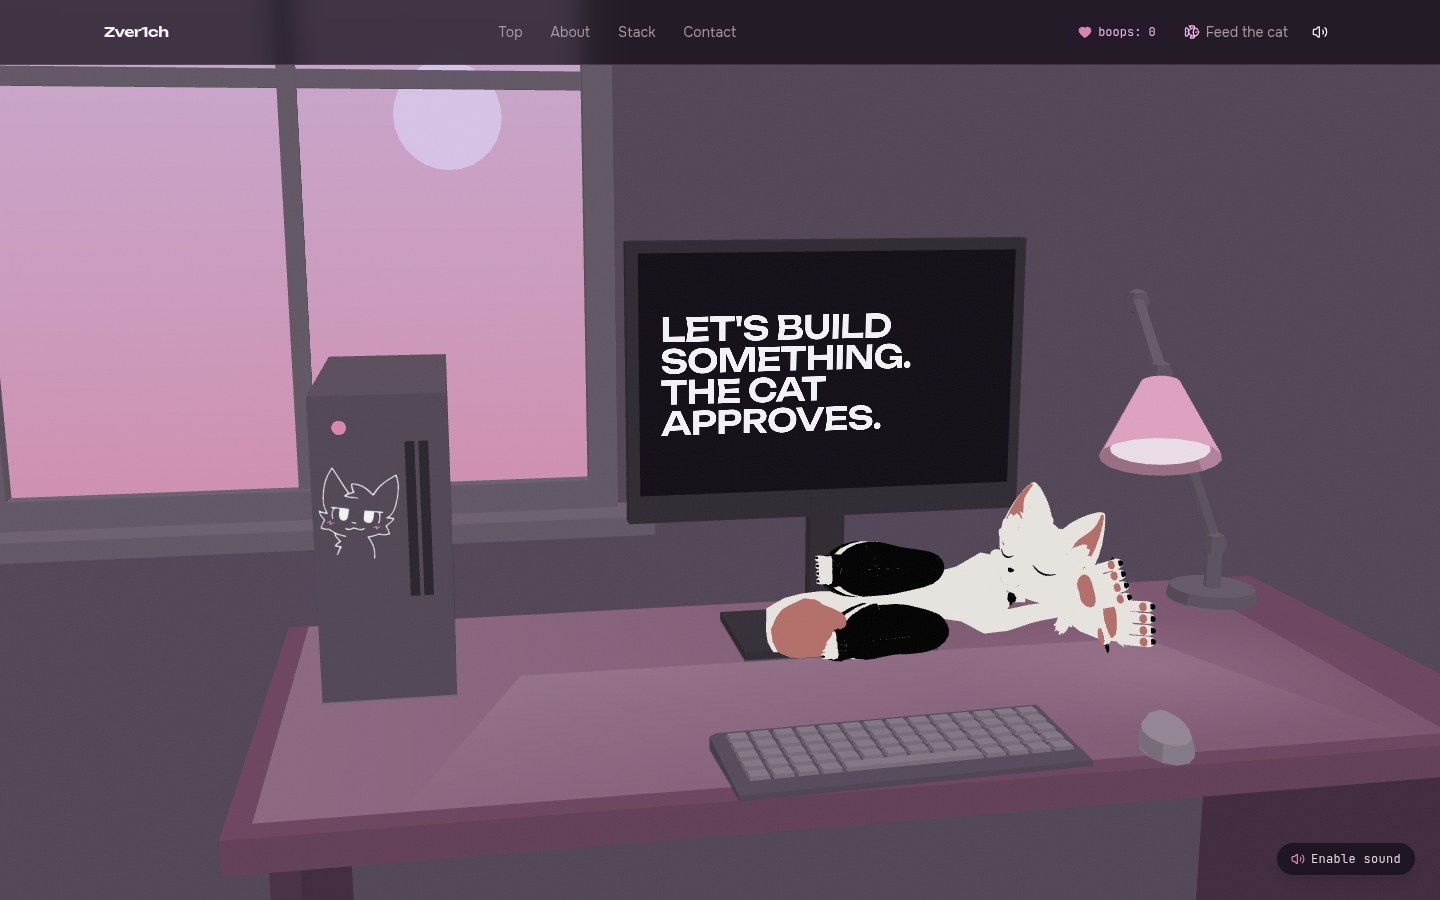 Zver1ch
Top
About
Stack
Contact
boops: 0
Feed the cat
LET'S BUILD
SOMETHING.
THE CAT
APPROVES.
Enable sound